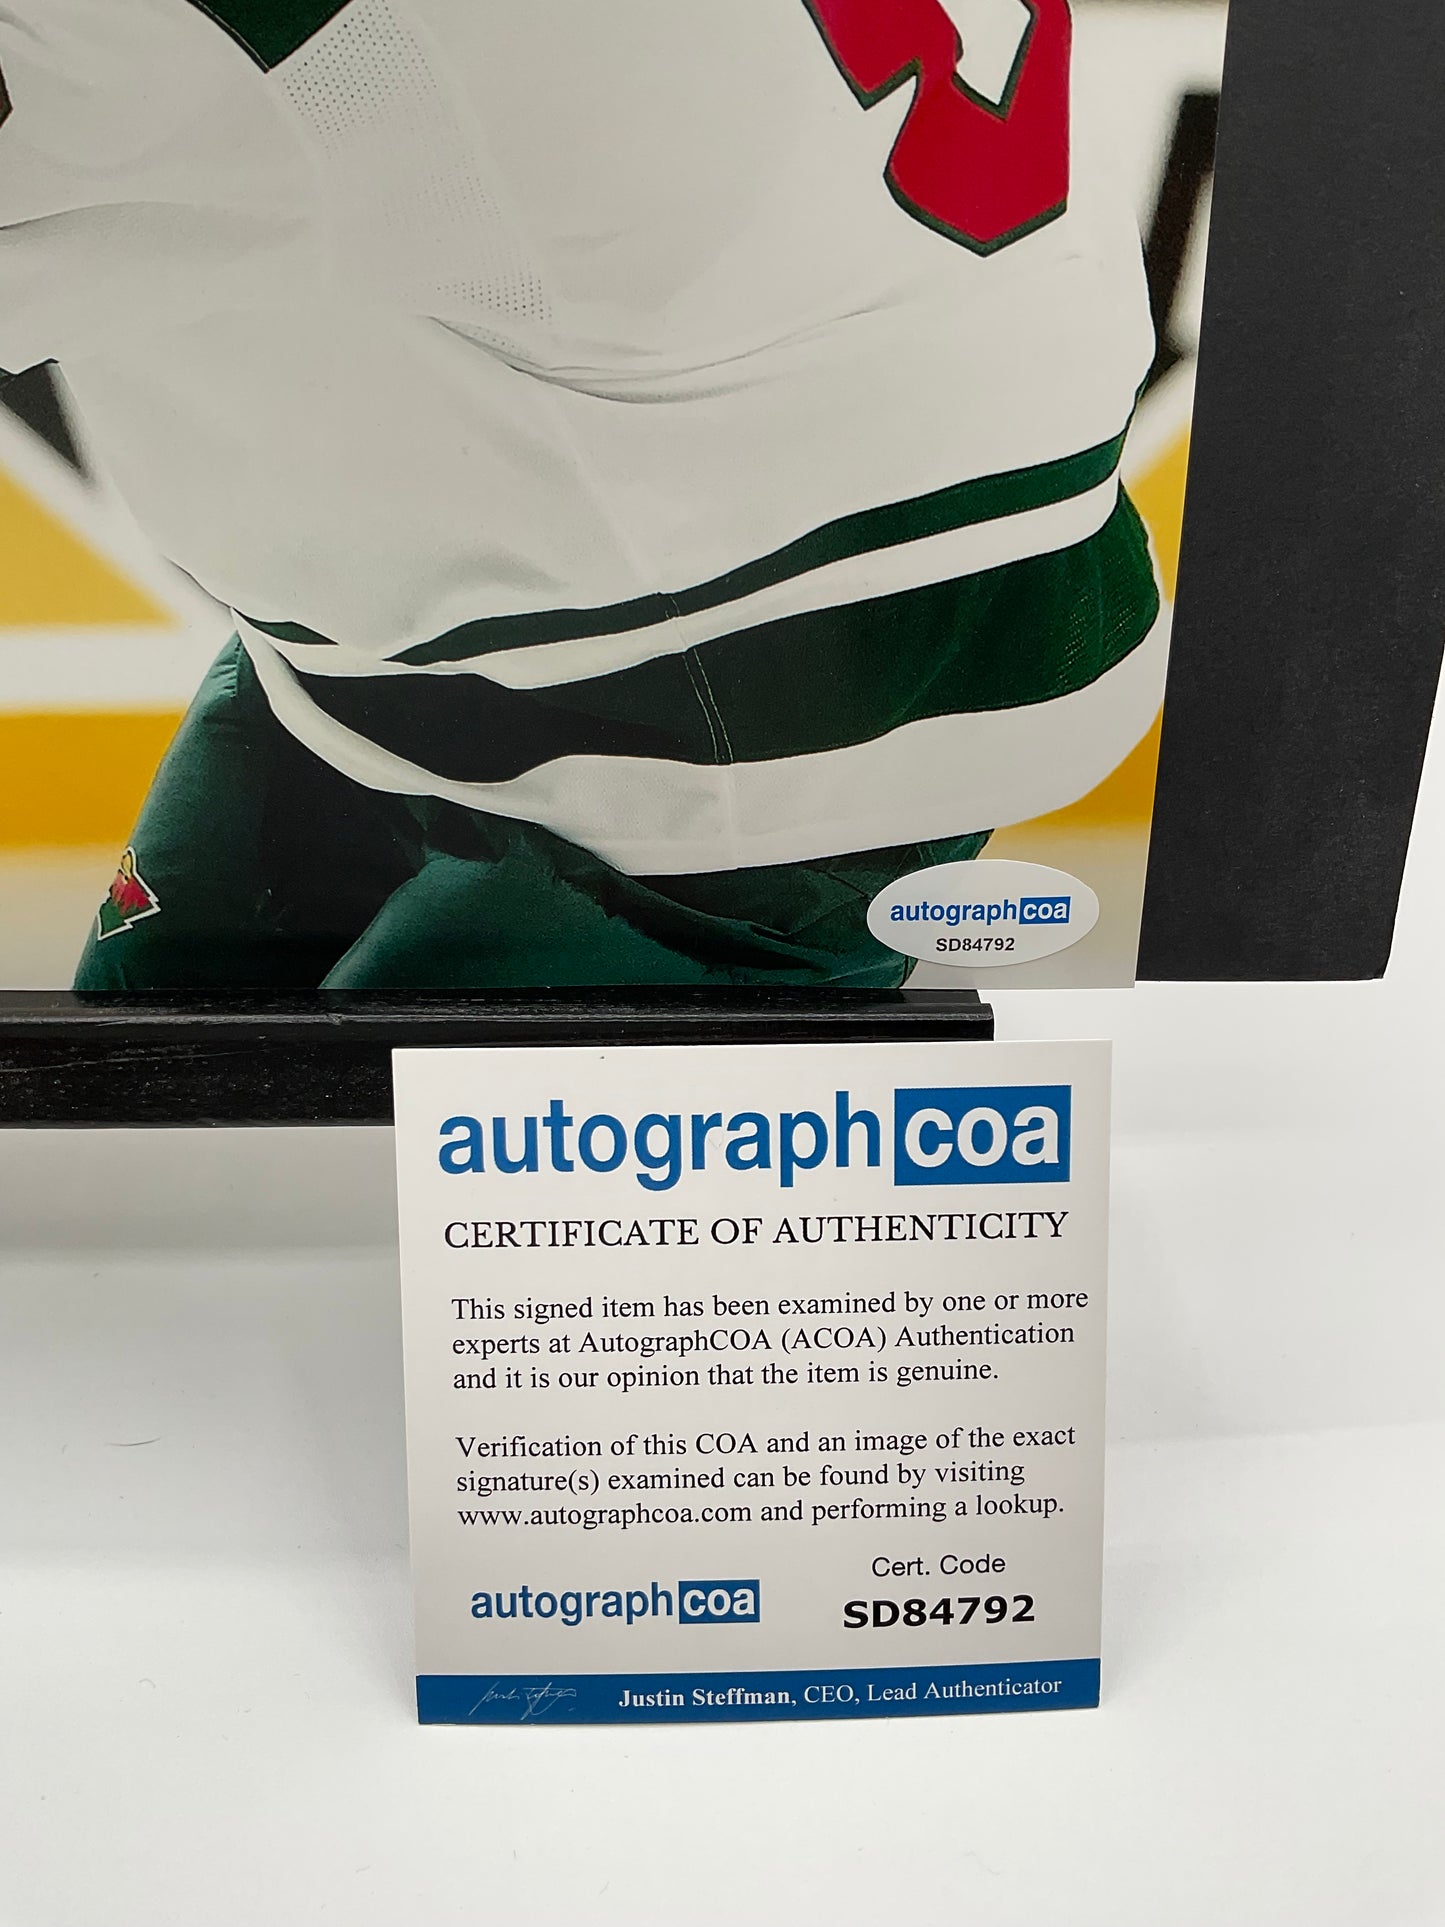 autographcoa
SD84792
autographcoa
CERTIFICATE OF AUTHENTICITY
This signed item has been examined by one or more
experts at AutographCOA (ACOA) Authentication
and it is our opinion that the item is genuine.
Verification of this COA and an image of the exact
signature(s) examined can be found by visiting
www.autographcoa.com and performing a lookup.
Cert. Code
autographcoa SD84792
Justin Steffman, CEO, Lead Authenticator